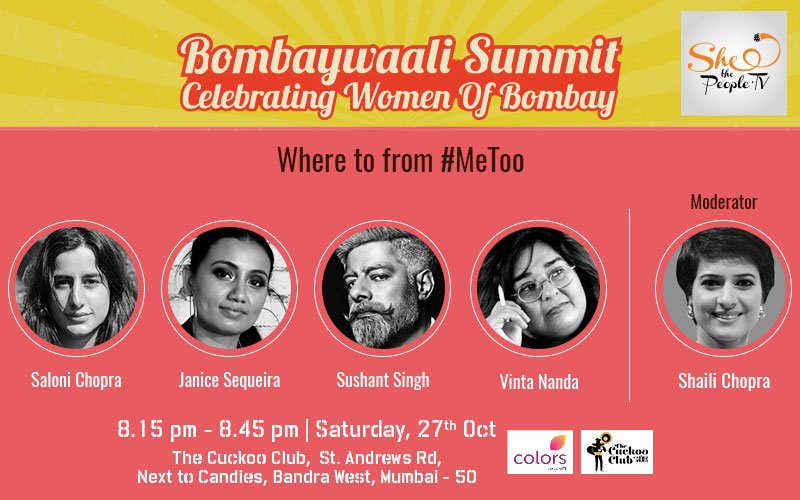 Bombaywaali Summit
Celebrating Women Of Bombay
She
the
People.TV
Where to from #MeToo
Moderator
Saloni Chopra
Janice Sequeira
Sushant Singh
Vinta Nanda
Shaili Chopra
8.15 pm - 8.45 pm | Saturday, 27th Oct
The Cuckoo Club, St. Andrews Rd,
Next to Candies, Bandra West, Mumbai - 50
colors
The
Cuckoo
Club